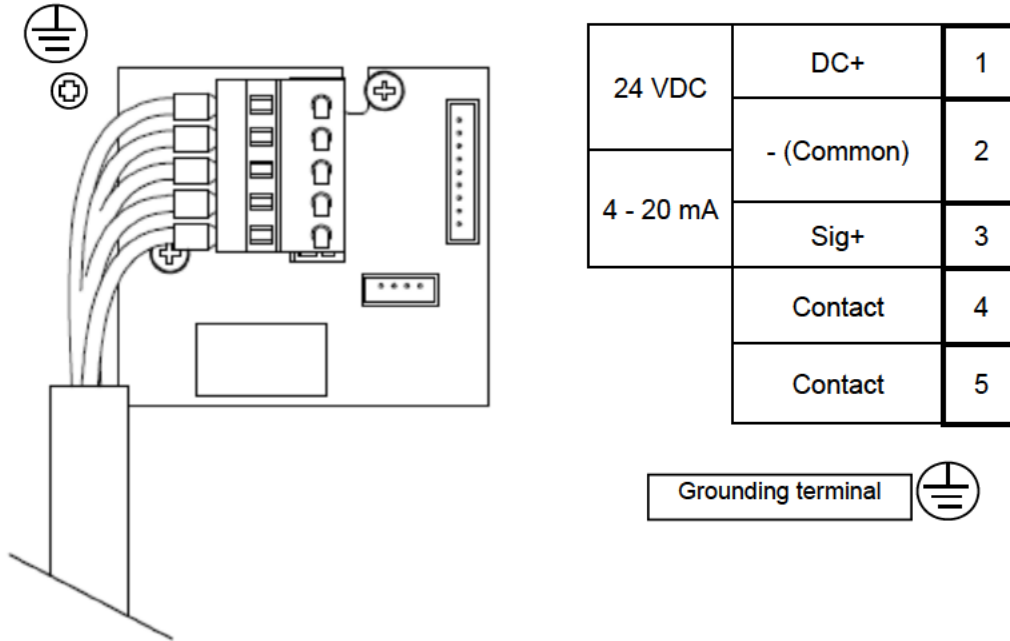 24 VDC
DC+
1
- (Common)
2
4 - 20 mA
Sig+
3
Contact
4
Contact
5
Grounding terminal